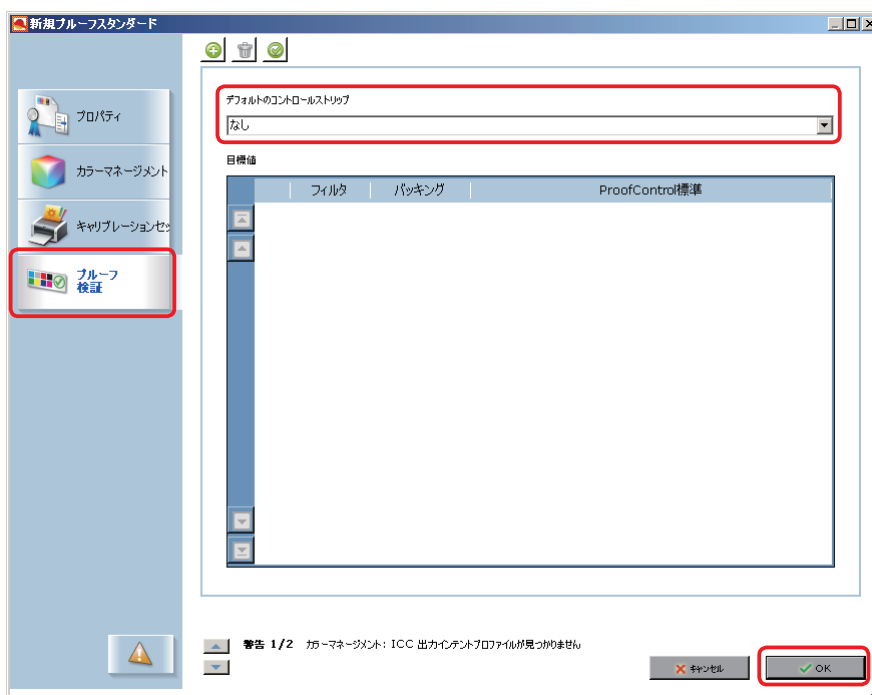 新規プルーフスタンダード
プロパティ
カラーマネージメント
キャリブレーションセッ
プルーフ
検証
デフォルトのコントロールストリップ
なし
目標値
フィルタ バッキング ProofControl標準
警告 1/2 カラーマネージメント: ICC 出力インテントプロファイルが見つかりません
キャンセル OK